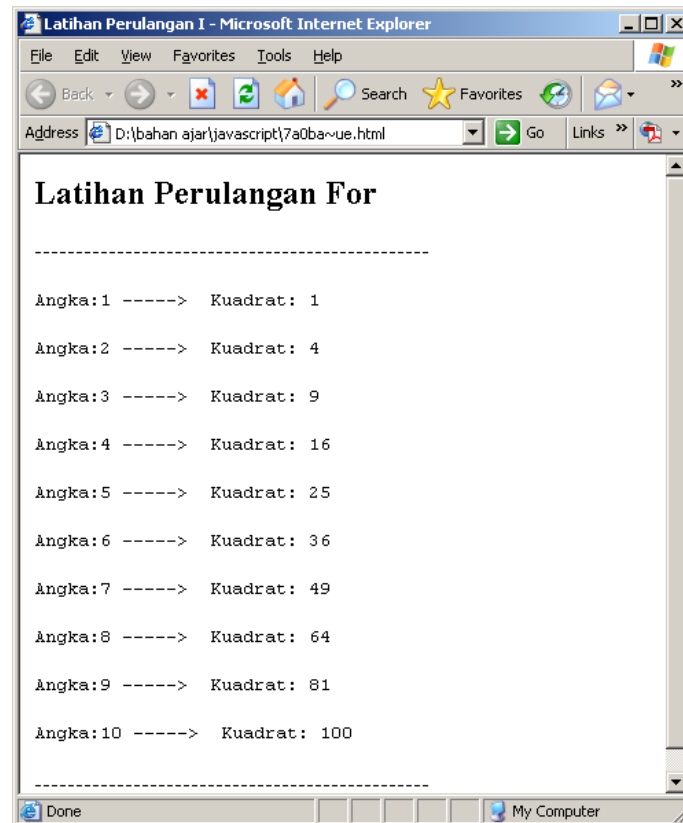 Latihan Perulangan I - Microsoft Internet Explorer
File Edit View Favorites Tools Help
Back Search Favorites »
Address D:\bahan ajar\javascript\7a0ba~ue.html Go Links »
Latihan Perulangan For
------------------------------------------------
Angka:1 -----> Kuadrat: 1
Angka:2 -----> Kuadrat: 4
Angka:3 -----> Kuadrat: 9
Angka:4 -----> Kuadrat: 16
Angka:5 -----> Kuadrat: 25
Angka:6 -----> Kuadrat: 36
Angka:7 -----> Kuadrat: 49
Angka:8 -----> Kuadrat: 64
Angka:9 -----> Kuadrat: 81
Angka:10 -----> Kuadrat: 100
------------------------------------------------
Done My Computer